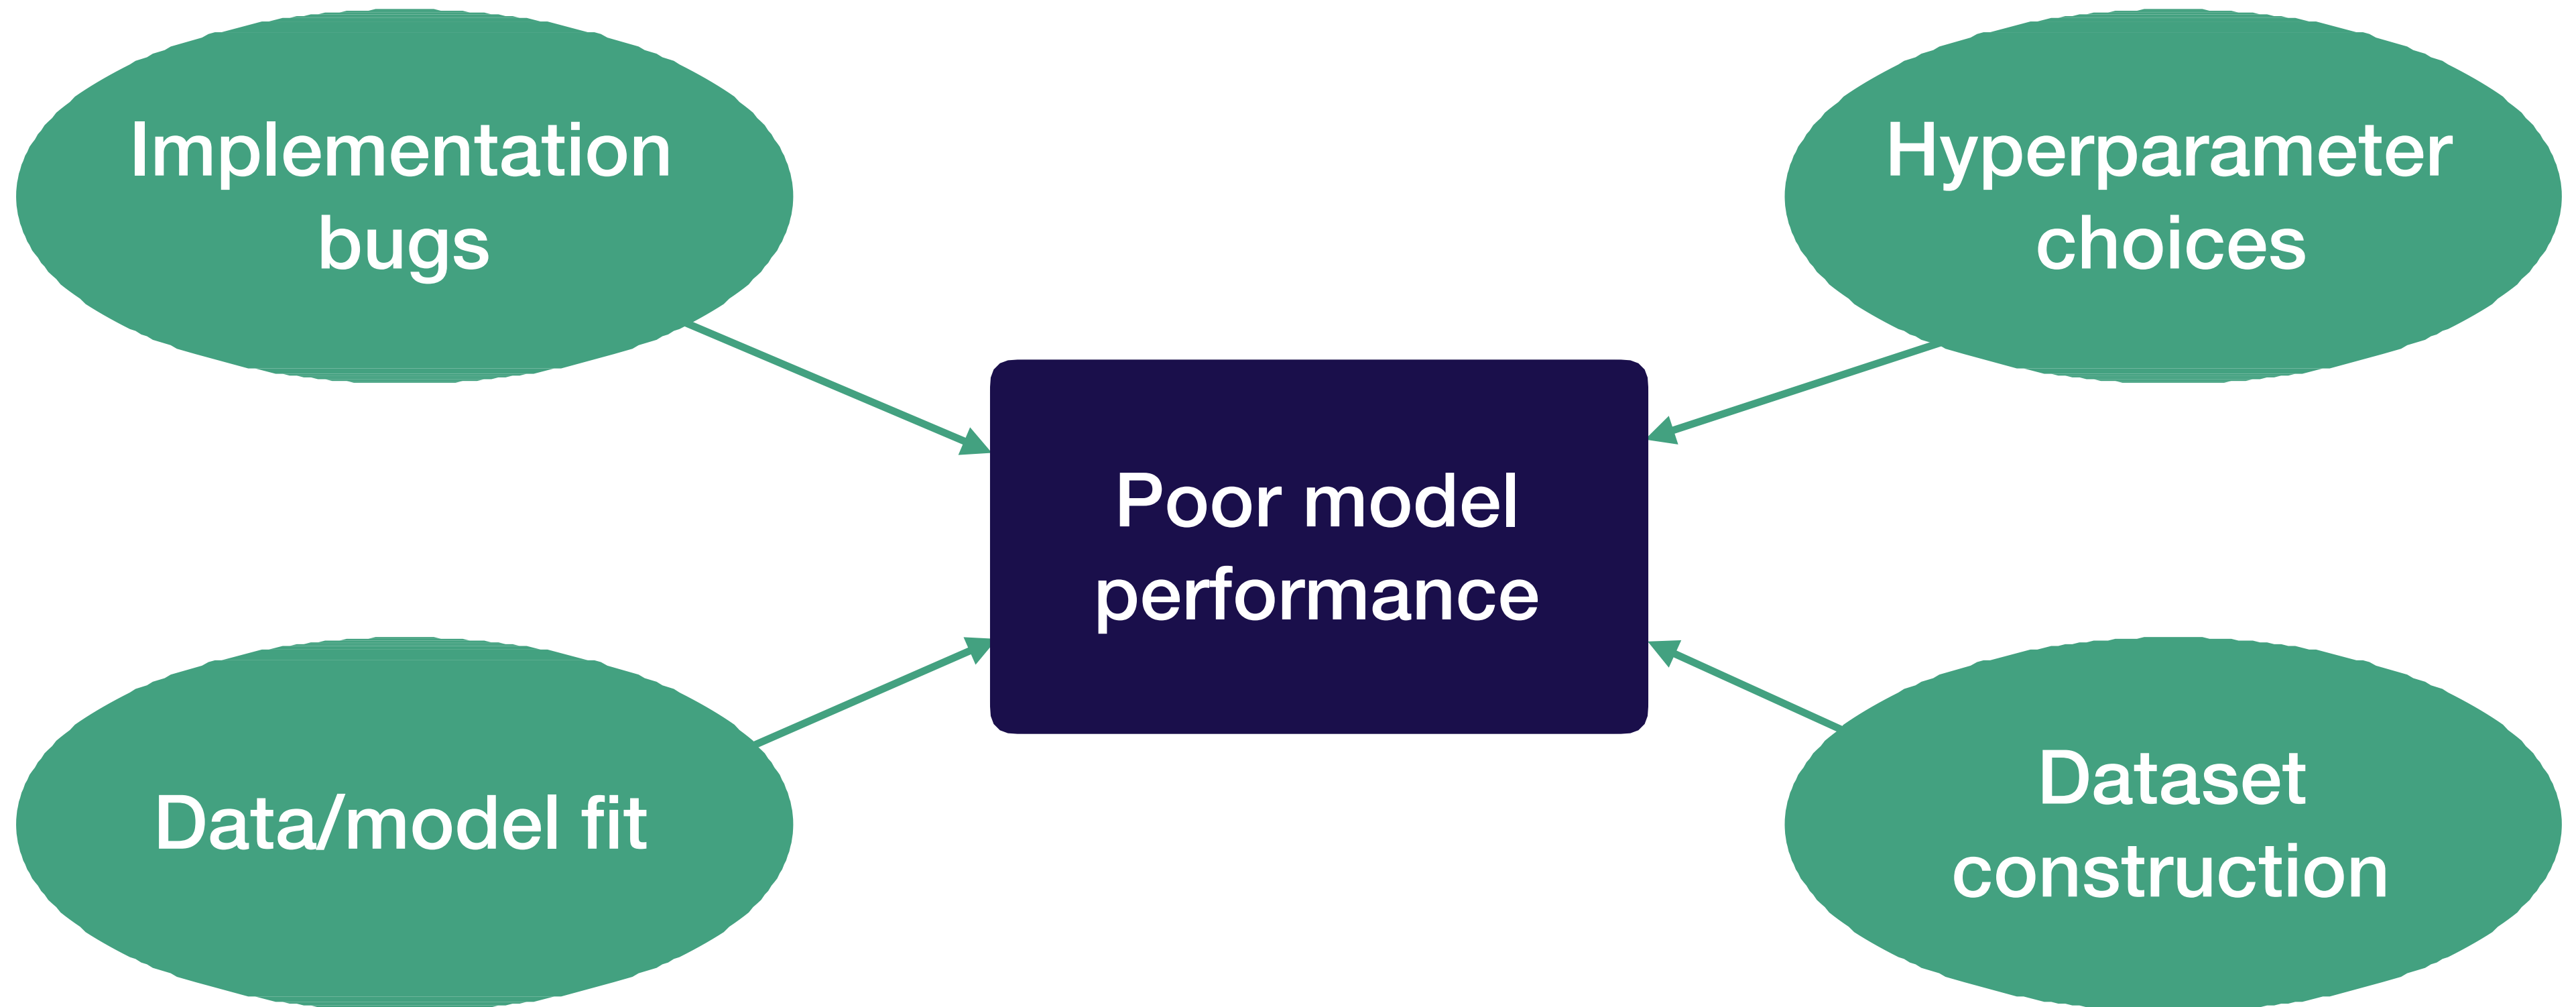 Implementation
bugs
Hyperparameter
choices
Poor model
performance
Data/model fit
Dataset
construction